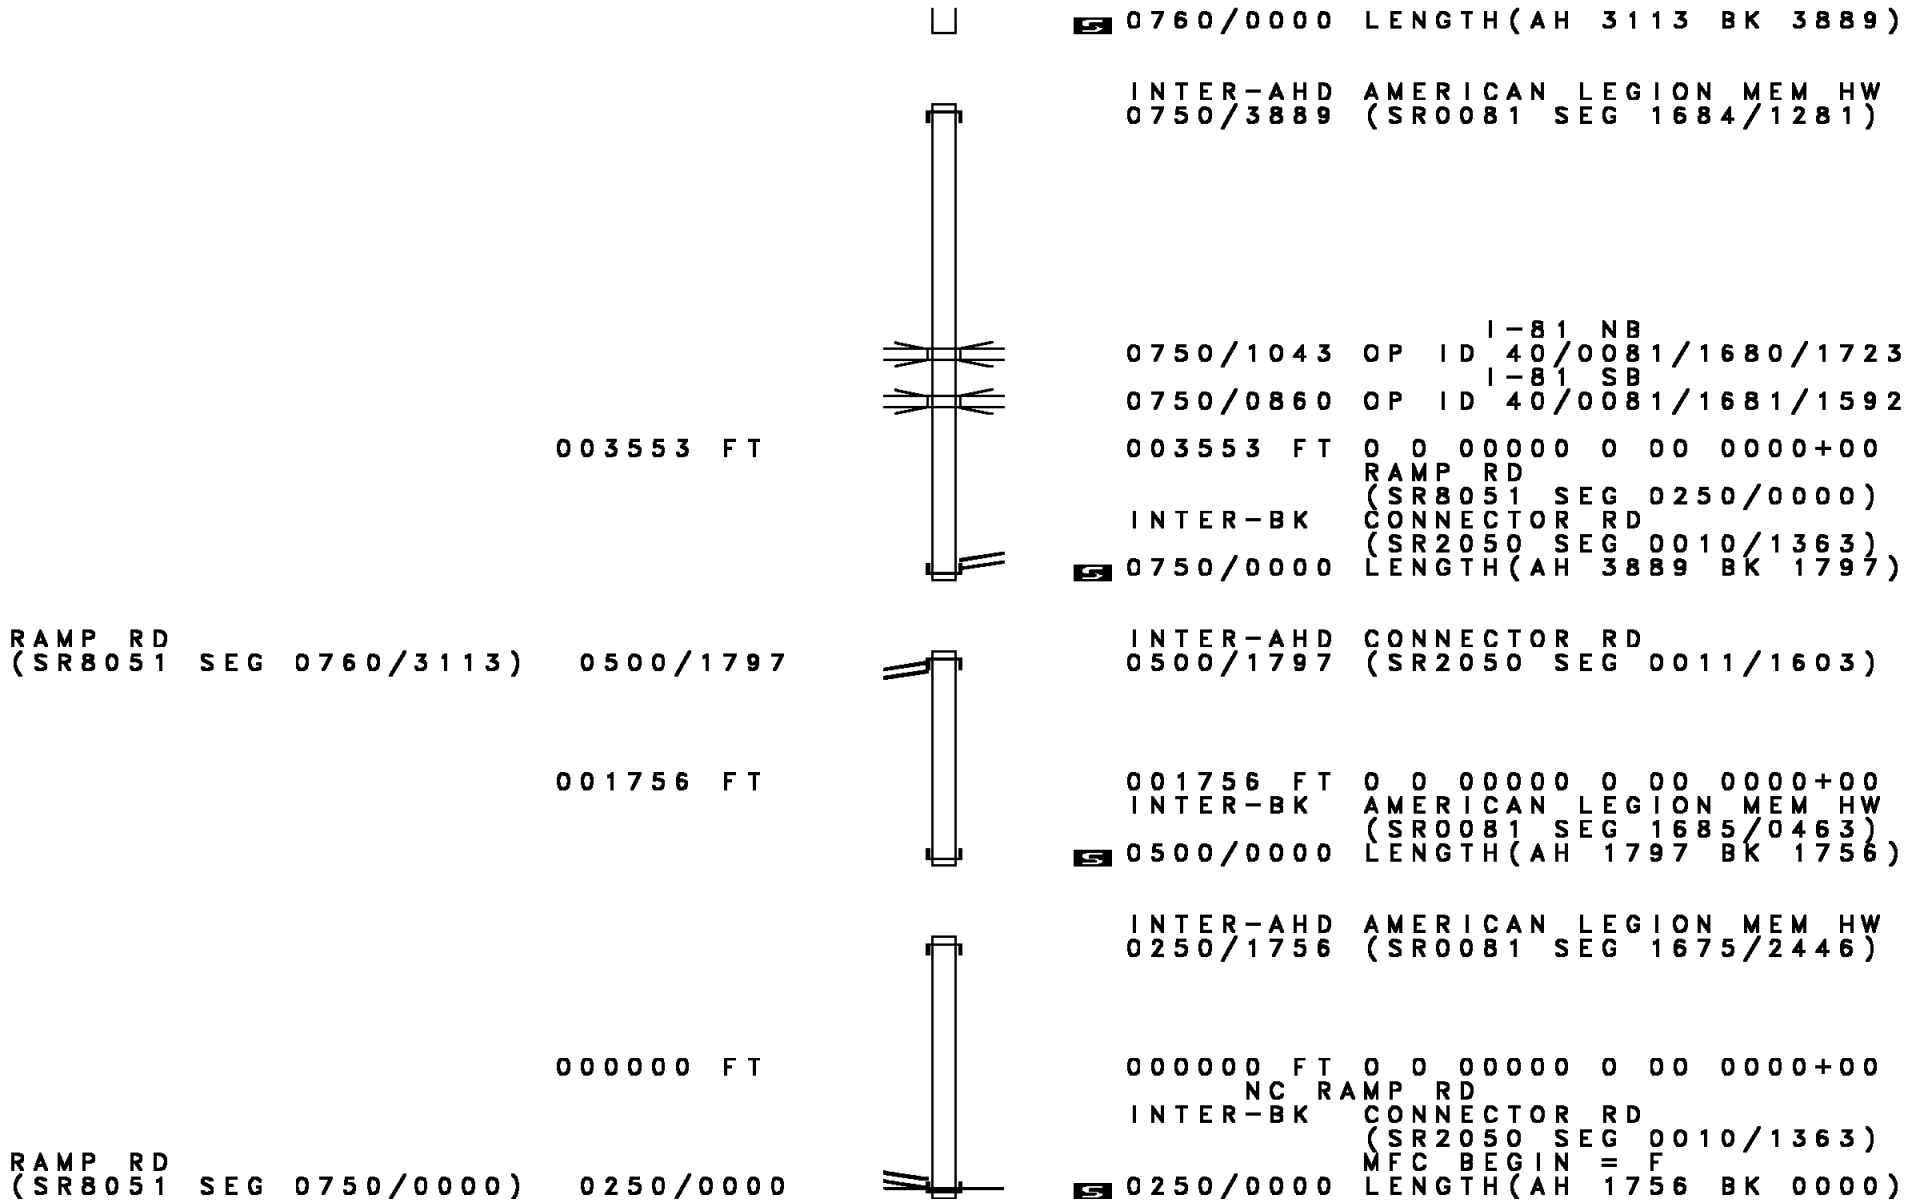 S 0760/0000 LENGTH(AH 3113 BK 3889)
INTER-AHD AMERICAN LEGION MEM HW
0750/3889 (SR0081 SEG 1684/1281)
I-81 NB
0750/1043 OP ID 40/0081/1680/1723
I-81 SB
0750/0860 OP ID 40/0081/1681/1592
003553 FT 003553 FT 0 0 00000 0 00 0000+00
RAMP RD
(SR8051 SEG 0250/0000)
INTER-BK CONNECTOR RD
(SR2050 SEG 0010/1363)
S 0750/0000 LENGTH(AH 3889 BK 1797)
RAMP RD INTER-AHD CONNECTOR RD
(SR8051 SEG 0760/3113) 0500/1797 0500/1797 (SR2050 SEG 0011/1603)
001756 FT 001756 FT 0 0 00000 0 00 0000+00
INTER-BK AMERICAN LEGION MEM HW
(SR0081 SEG 1685/0463)
S 0500/0000 LENGTH(AH 1797 BK 1756)
INTER-AHD AMERICAN LEGION MEM HW
0250/1756 (SR0081 SEG 1675/2446)
000000 FT 000000 FT 0 0 00000 0 00 0000+00
NC RAMP RD
INTER-BK CONNECTOR RD
(SR2050 SEG 0010/1363)
RAMP RD MFC BEGIN = F
(SR8051 SEG 0750/0000) 0250/0000 S 0250/0000 LENGTH(AH 1756 BK 0000)